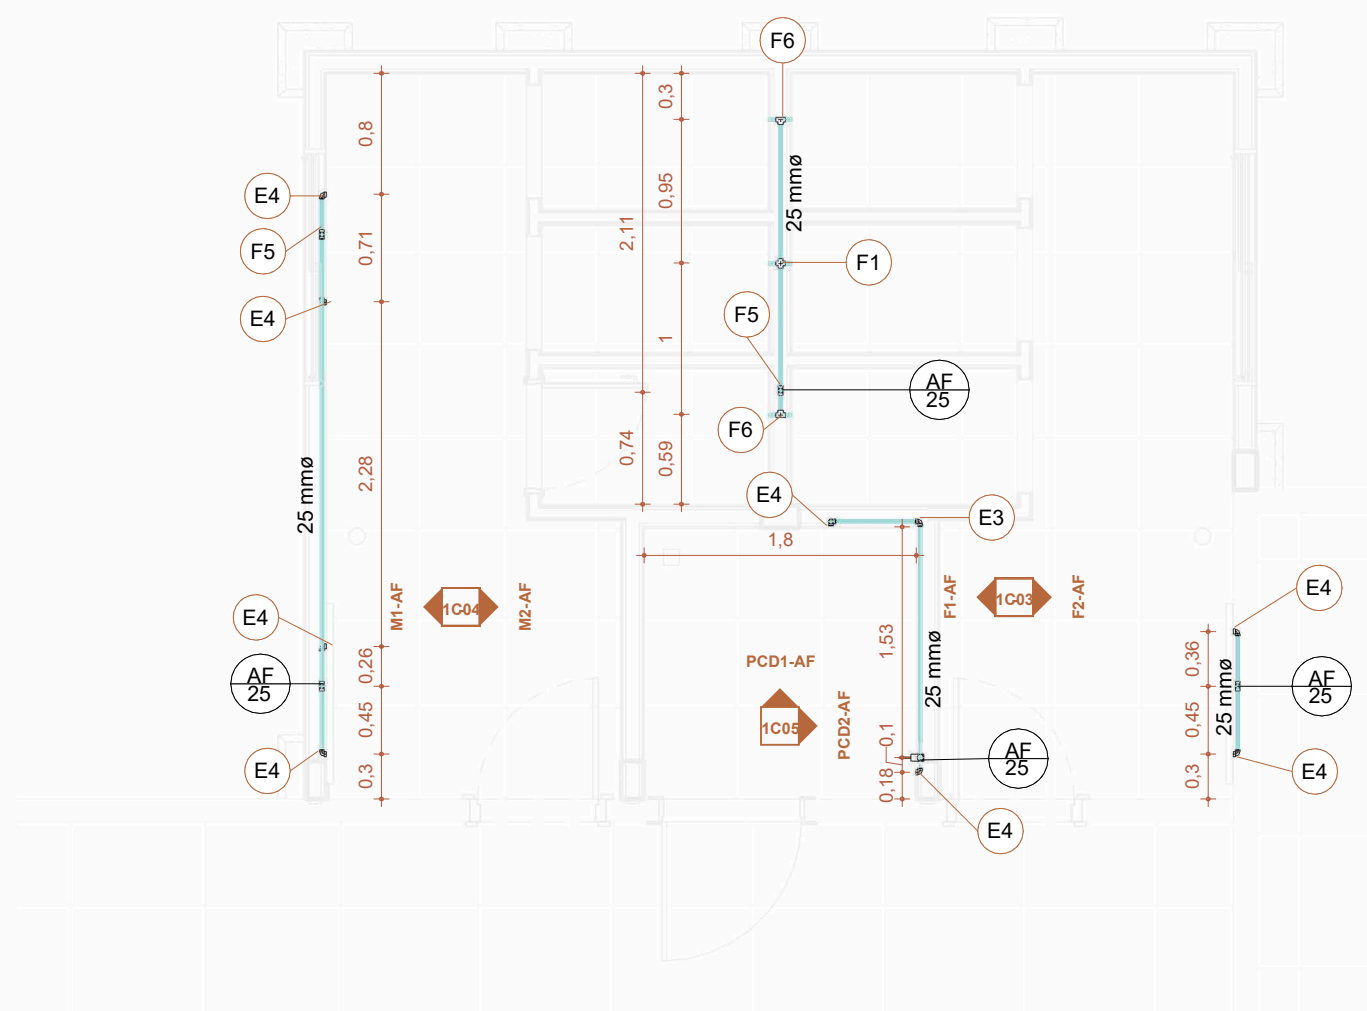 F6
0,3
0,8
0,95
25 mmø
E4
2,11
F5
0,71
F1
E4
F5
1
AF
25
F6
0,74
0,59
2,28
25 mmø
E4
E3
1,8
M1-AF
1C04
M2-AF
F1-AF
1C03
F2-AF
E4
E4
1,53
25 mmø
PCD1-AF
1C05
PCD2-AF
0,26
AF
25
0,45
E4
0,3
0,1
0,18
AF
25
E4
0,36
25 mmø
AF
25
0,45
E4
0,3